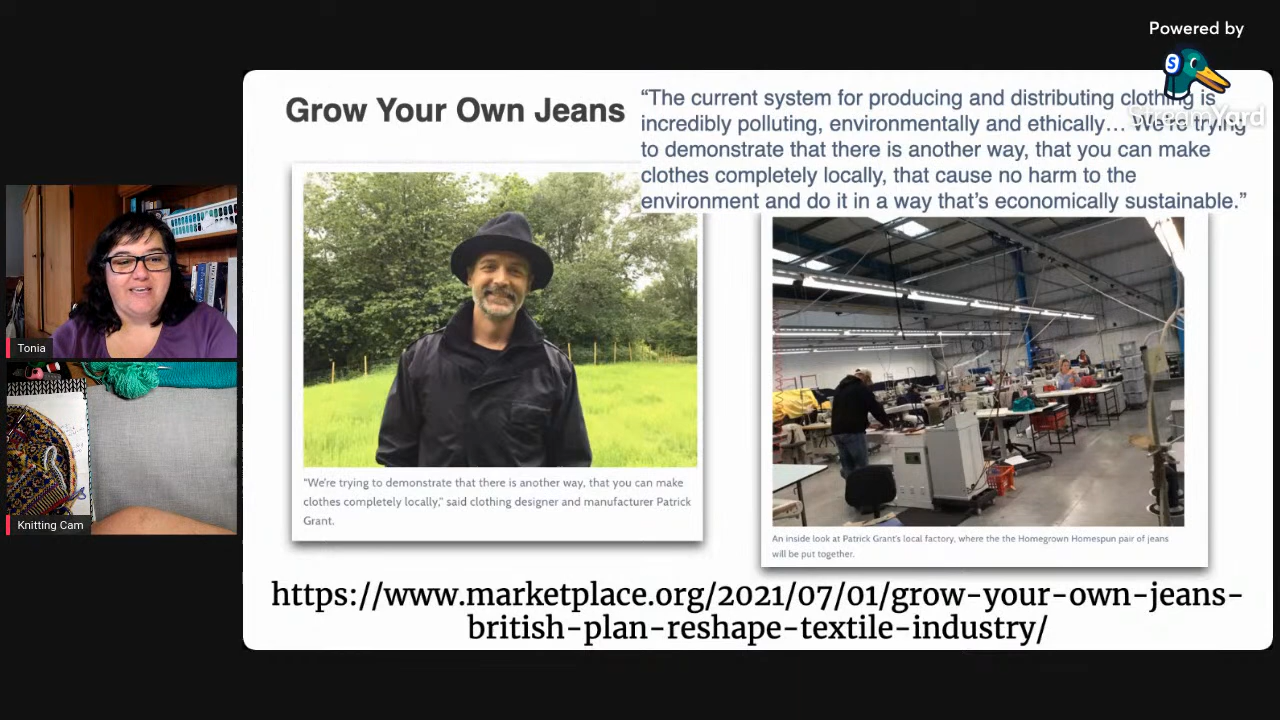 Powered by
StreamYard
Grow Your Own Jeans
“The current system for producing and distributing clothing is
incredibly polluting, environmentally and ethically… We’re trying
to demonstrate that there is another way, that you can make
clothes completely locally, that cause no harm to the
environment and do it in a way that’s economically sustainable.”
"We're trying to demonstrate that there is another way, that you can make
clothes completely locally," said clothing designer and manufacturer Patrick
Grant.
An inside look at Patrick Grant's local factory, where the the Homegrown Homespun pair of jeans
will be put together.
https://www.marketplace.org/2021/07/01/grow-your-own-jeans-
british-plan-reshape-textile-industry/
Tonia
Knitting Cam